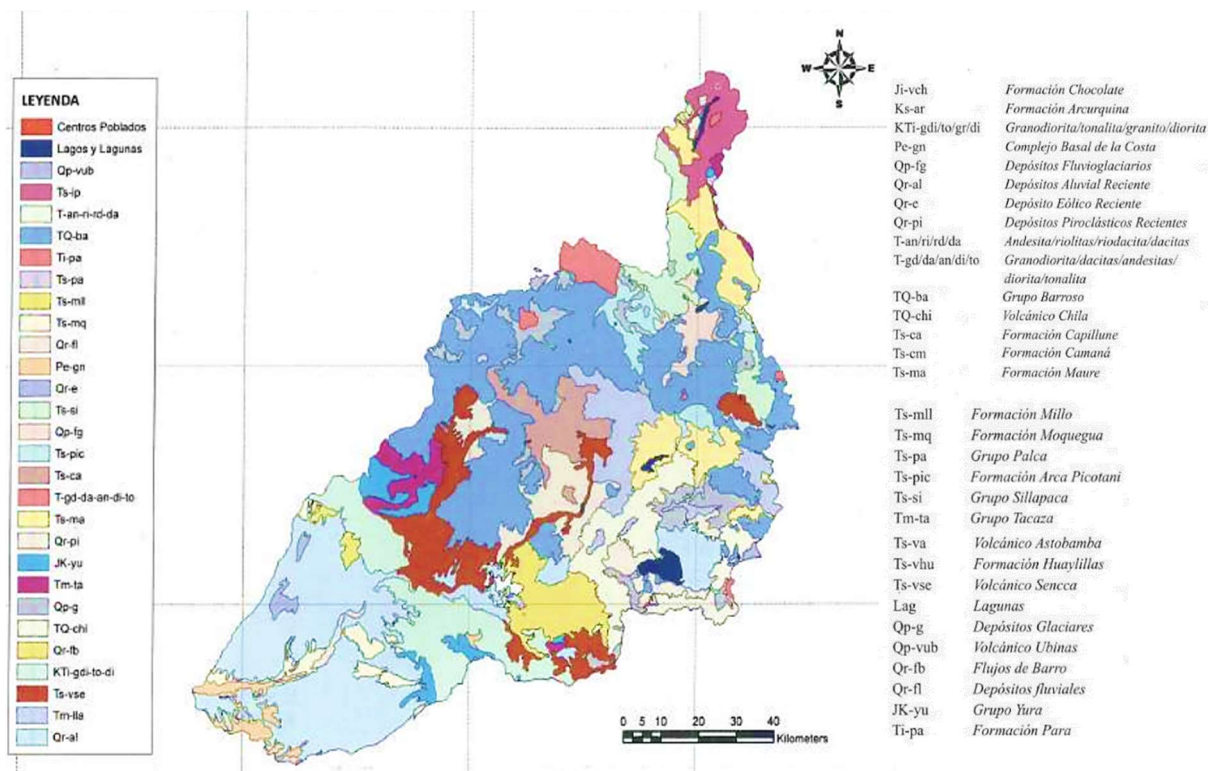 N
W
E
S
LEYENDA
Centros Poblados
Lagos y Lagunas
Qp-vub
Ts-ip
T-an-ri-rd-da
TQ-ba
Ti-pa
Ts-pa
Ts-mll
Ts-mq
Qr-fl
Pe-gn
Qr-e
Ts-si
Qp-fg
Ts-pic
Ts-ca
T-gd-da-an-di-to
Ts-ma
Qr-pi
JK-yu
Tm-ta
Qp-g
TQ-chi
Qr-fb
KTi-gdi-to-di
Ts-vse
Tm-lla
Qr-al
0 5 10 20 30 40
Kilometers
Ji-vch Formación Chocolate
Ks-ar Formación Arcurquina
KTi-gdi/to/gr/di Granodiorita/tonalita/granito/diorita
Pe-gn Complejo Basal de la Costa
Qp-fg Depósitos Fluvioglaciarios
Qr-al Depósitos Aluvial Reciente
Qr-e Depósito Eólico Reciente
Qr-pi Depósitos Piroclásticos Recientes
T-an/ri/rd/da Andesita/riolitas/riodacita/dacitas
T-gd/da/an/di/to Granodiorita/dacitas/andesitas/
diorita/tonalita
TQ-ba Grupo Barroso
TQ-chi Volcánico Chila
Ts-ca Formación Capillune
Ts-cm Formación Camaná
Ts-ma Formación Maure
Ts-mll Formación Millo
Ts-mq Formación Moquegua
Ts-pa Grupo Palca
Ts-pic Formación Arca Picotani
Ts-si Grupo Sillapaca
Tm-ta Grupo Tacaza
Ts-va Volcánico Astobamba
Ts-vhu Formación Huaylillas
Ts-vse Volcánico Sencca
Lag Lagunas
Qp-g Depósitos Glaciares
Qp-vub Volcánico Ubinas
Qr-fb Flujos de Barro
Qr-fl Depósitos fluviales
JK-yu Grupo Yura
Ti-pa Formación Para